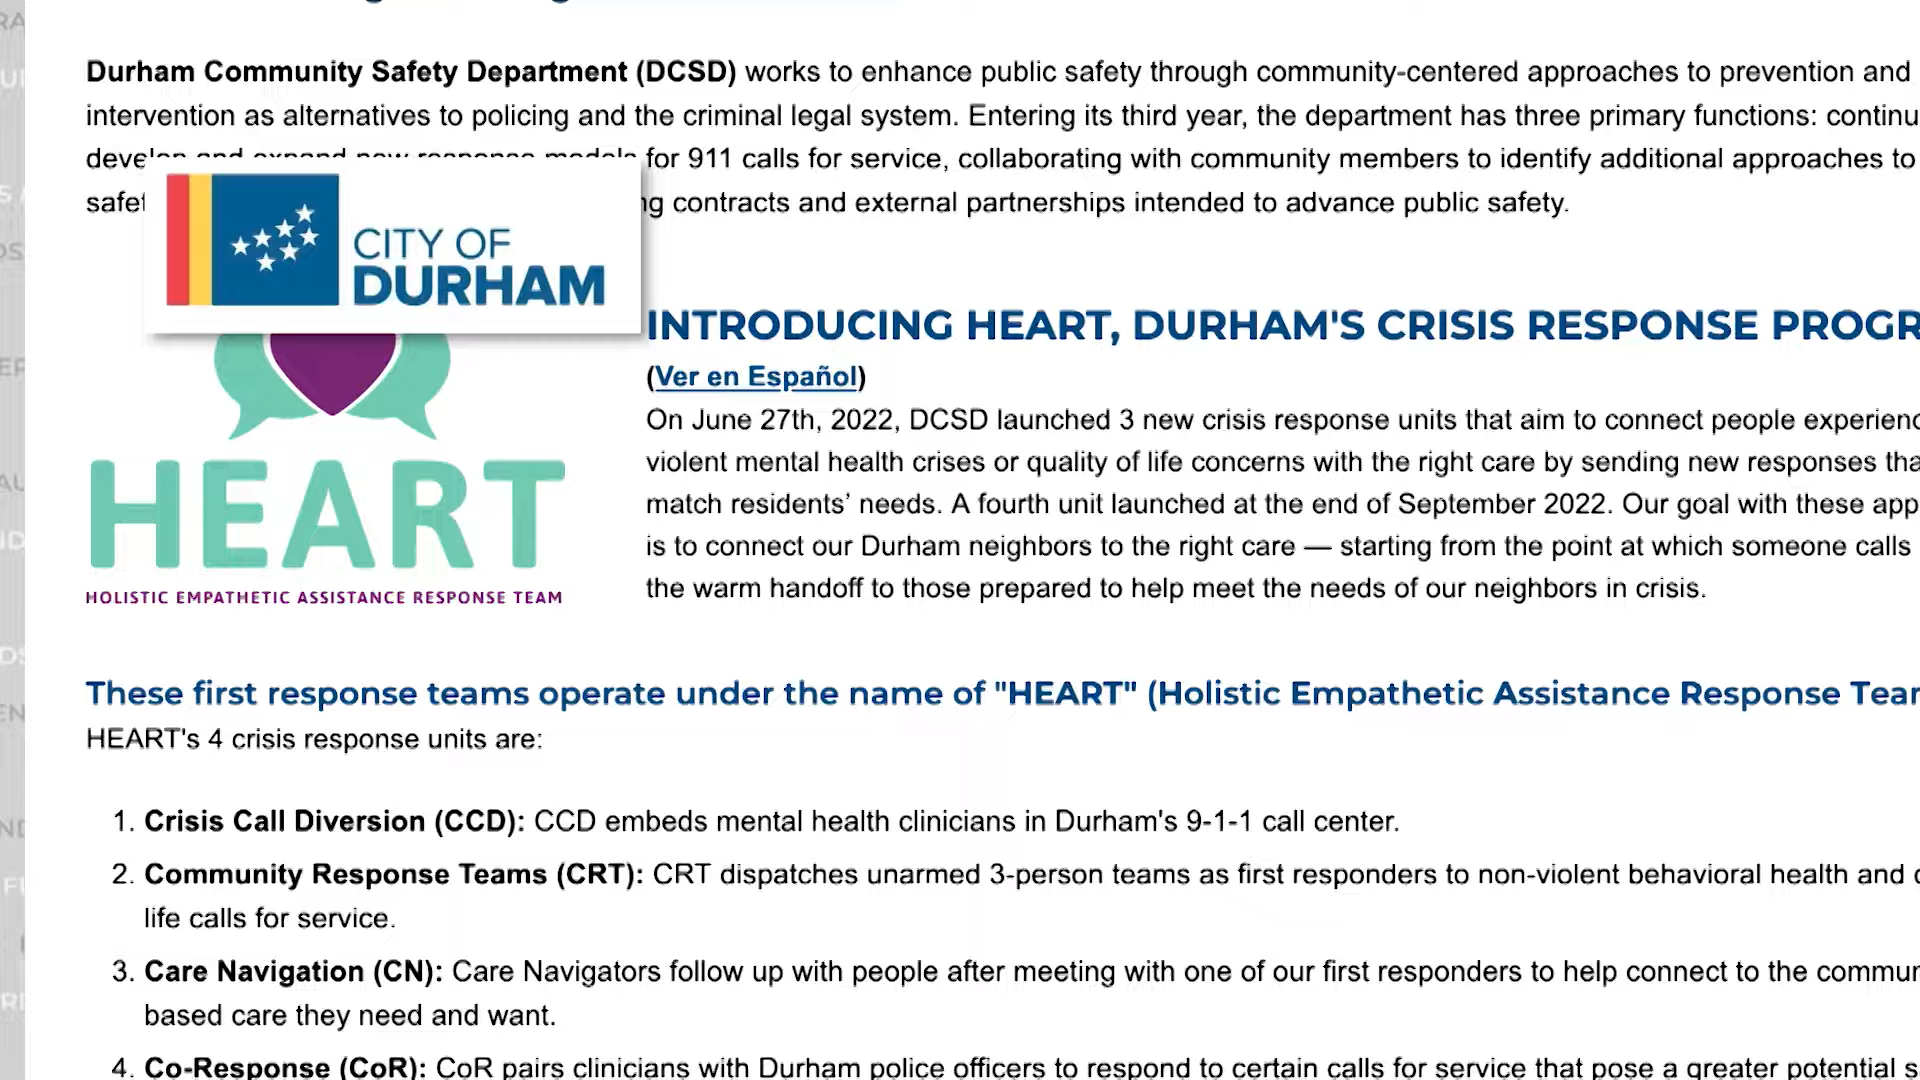 Durham Community Safety Department (DCSD) works to enhance public safety through community-centered approaches to prevention and
intervention as alternatives to policing and the criminal legal system. Entering its third year, the department has three primary functions: continu
develop and expand new response models for 911 calls for service, collaborating with community members to identify additional approaches to
safet ng contracts and external partnerships intended to advance public safety.
CITY OF
DURHAM
INTRODUCING HEART, DURHAM'S CRISIS RESPONSE PROGR
(Ver en Español)
On June 27th, 2022, DCSD launched 3 new crisis response units that aim to connect people experienc
violent mental health crises or quality of life concerns with the right care by sending new responses tha
match residents’ needs. A fourth unit launched at the end of September 2022. Our goal with these app
is to connect our Durham neighbors to the right care — starting from the point at which someone calls
the warm handoff to those prepared to help meet the needs of our neighbors in crisis.
HEART
HOLISTIC EMPATHETIC ASSISTANCE RESPONSE TEAM
These first response teams operate under the name of "HEART" (Holistic Empathetic Assistance Response Tea
HEART's 4 crisis response units are:
1. Crisis Call Diversion (CCD): CCD embeds mental health clinicians in Durham's 9-1-1 call center.
2. Community Response Teams (CRT): CRT dispatches unarmed 3-person teams as first responders to non-violent behavioral health and
life calls for service.
3. Care Navigation (CN): Care Navigators follow up with people after meeting with one of our first responders to help connect to the commun
based care they need and want.
4. Co-Response (CoR): CoR pairs clinicians with Durham police officers to respond to certain calls for service that pose a greater potential s